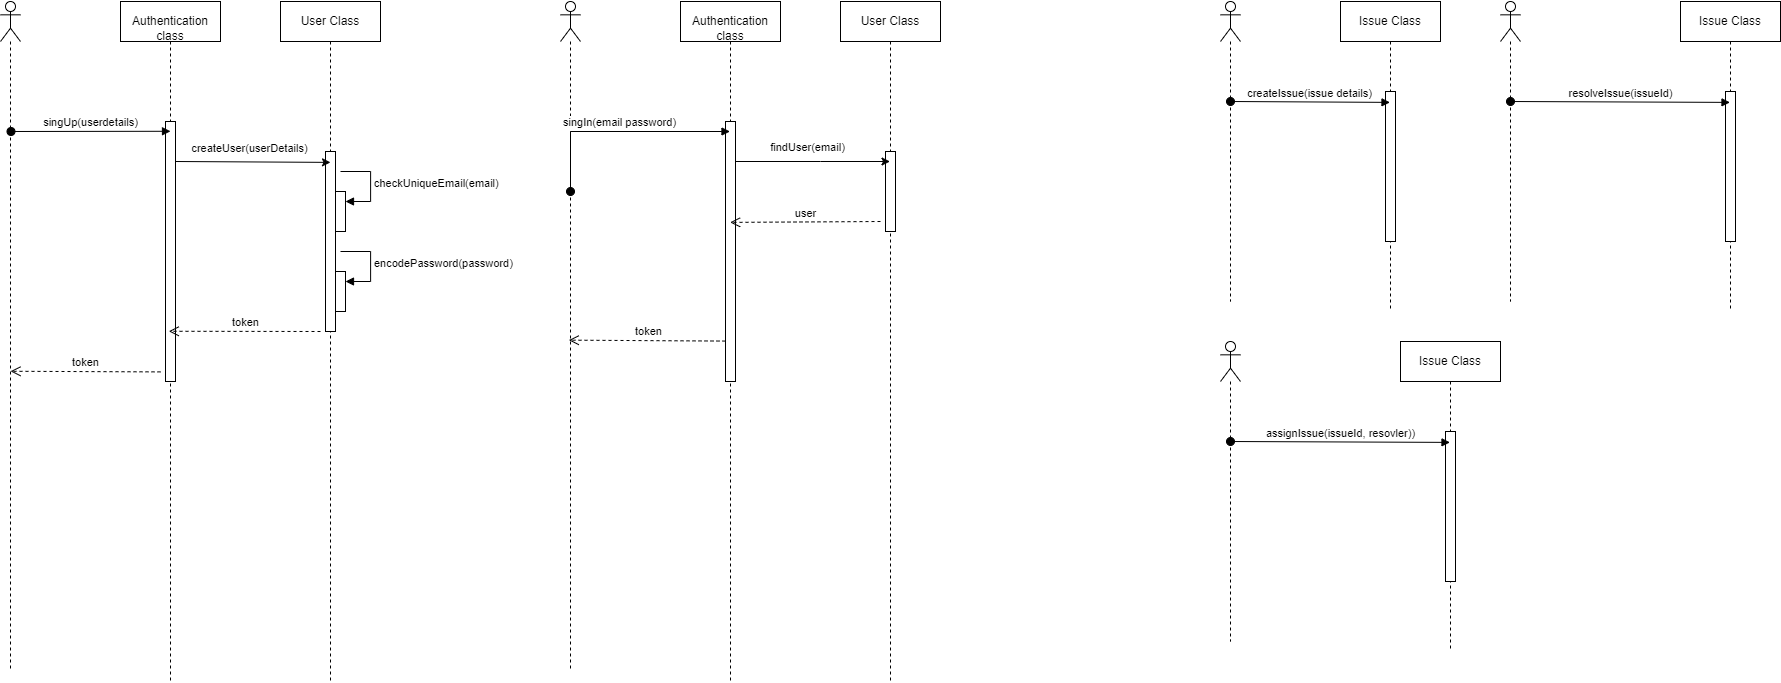 Authentication
class
User Class
singUp(userdetails)
createUser(userDetails)
checkUniqueEmail(email)
encodePassword(password)
token
token
Authentication
class
User Class
singIn(email password)
findUser(email)
user
token
Issue Class
createIssue(issue details)
Issue Class
resolveIssue(issueId)
Issue Class
assignIssue(issueId, resovler))